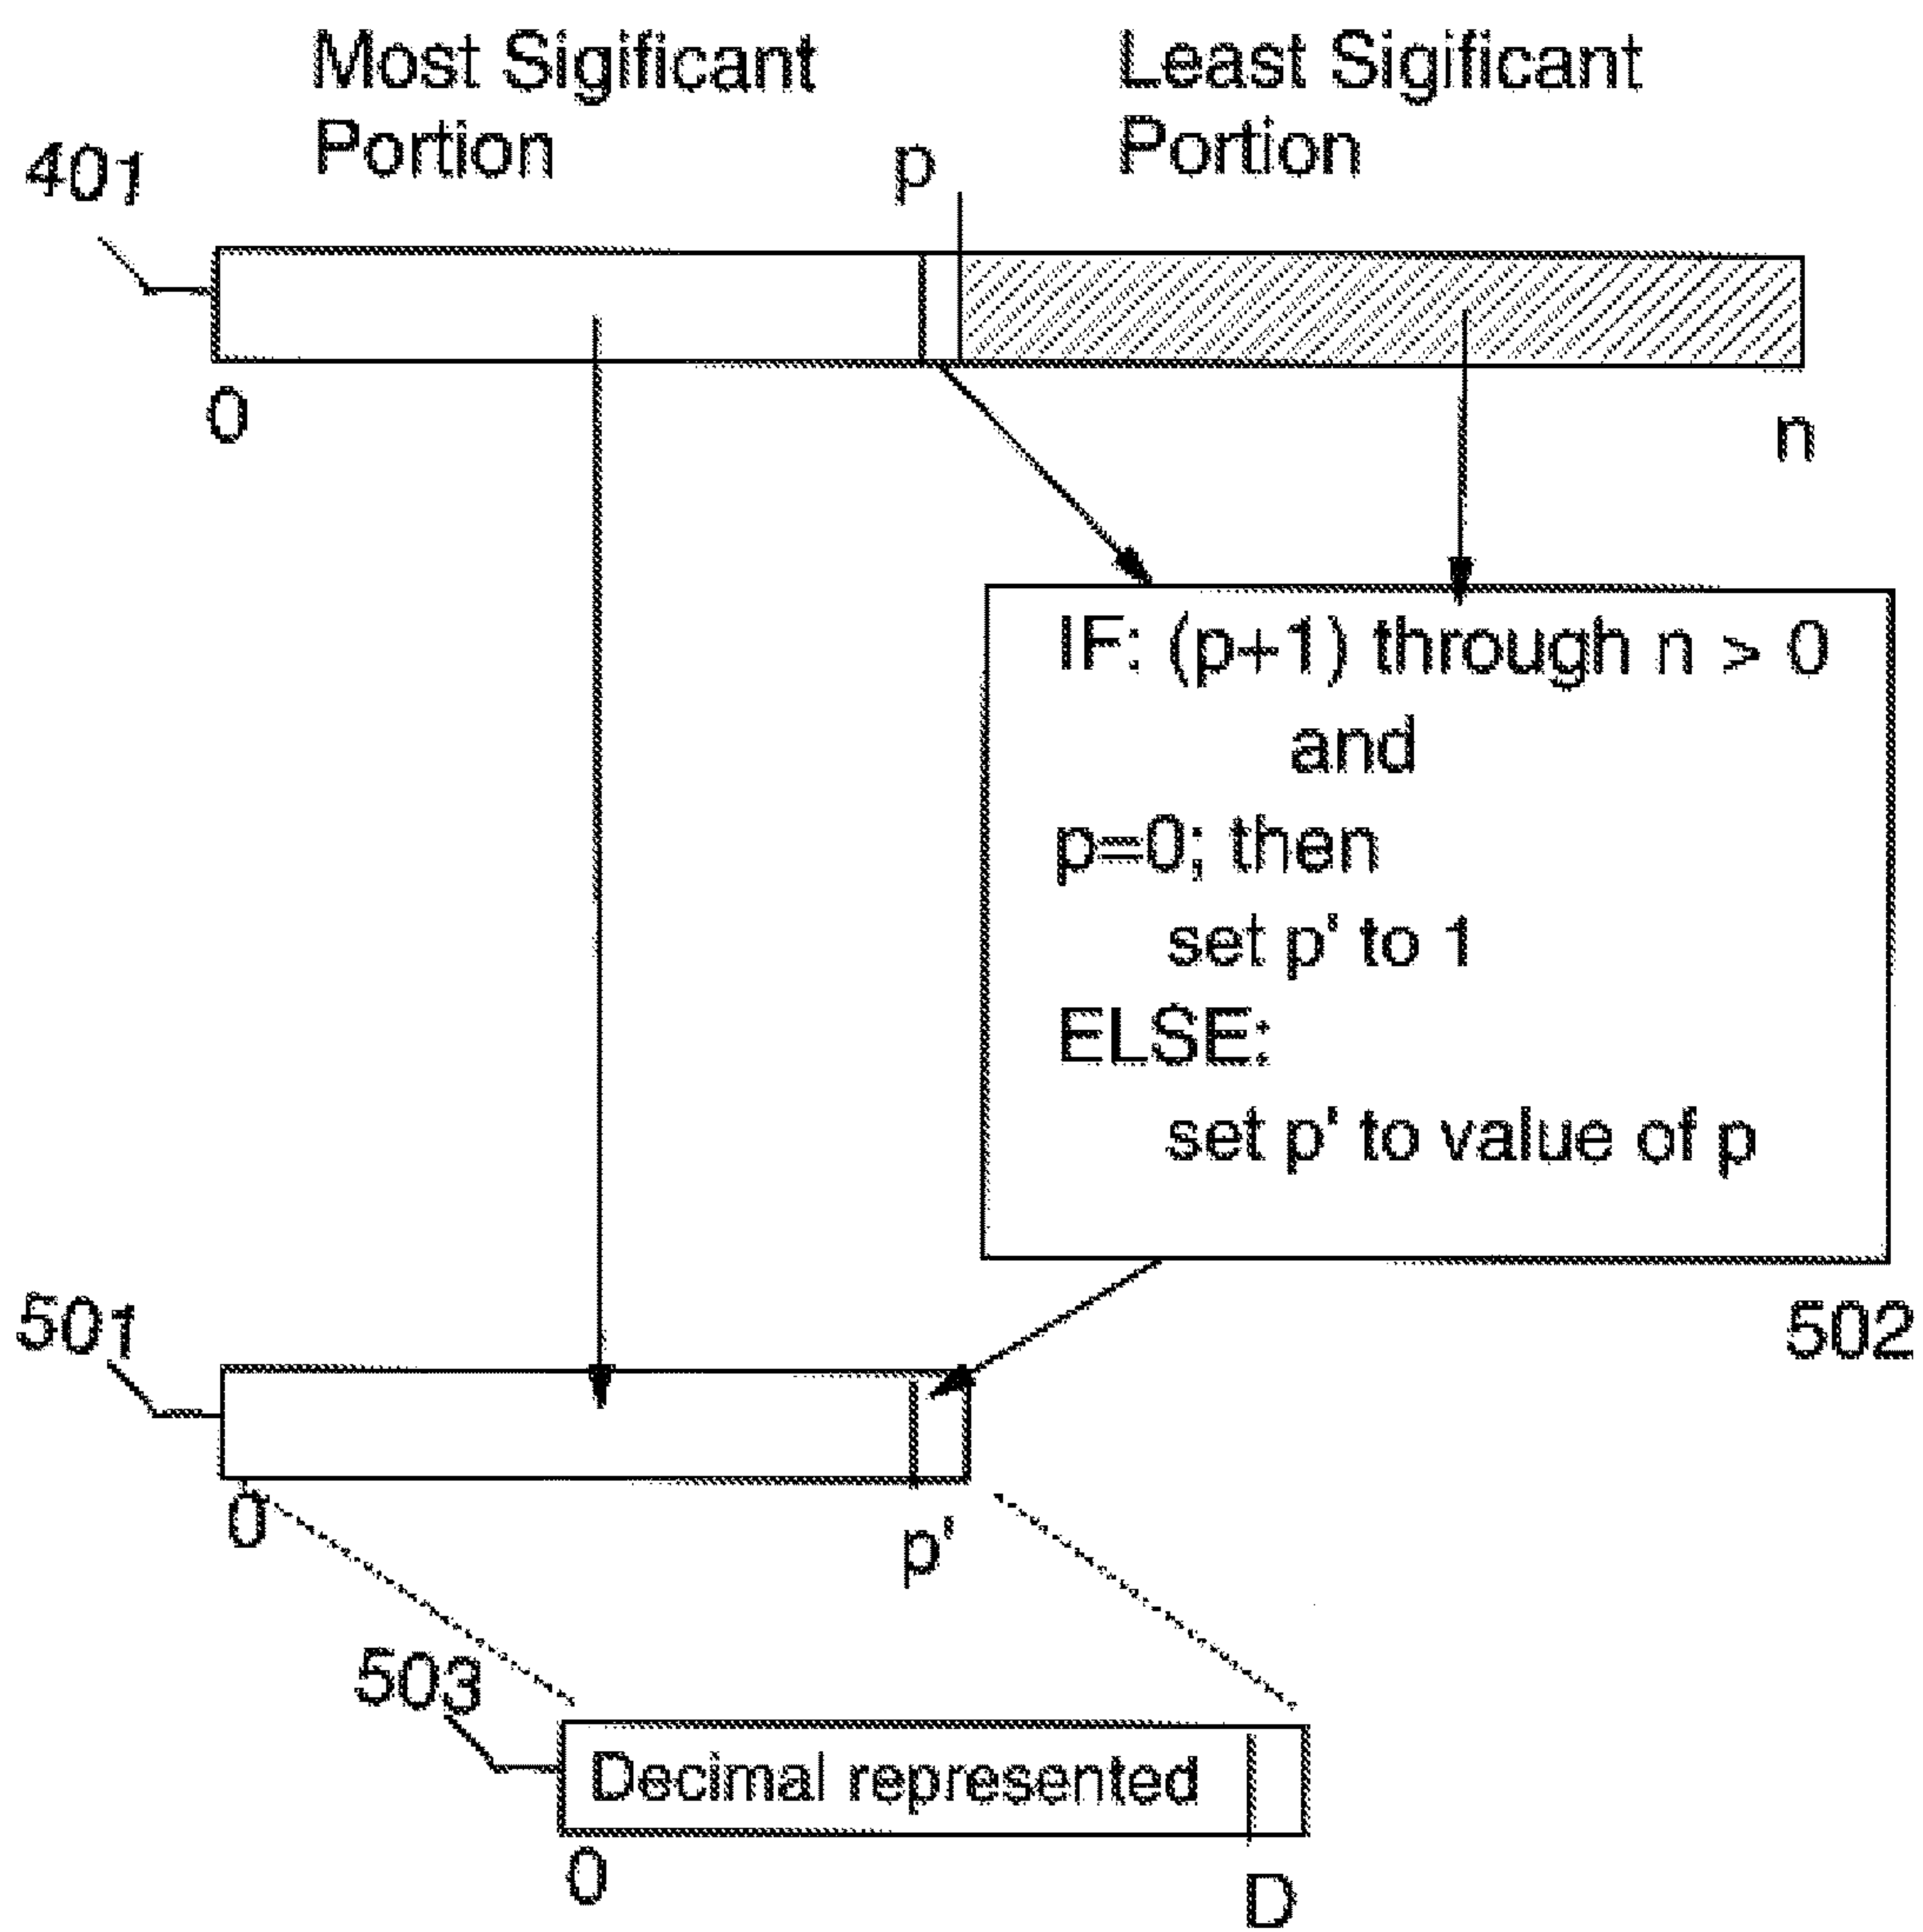 Most Sigificant
Portion
Least Sigificant
Portion
401
p
0
n
IF: (p+1) through n > 0
and
p=0; then
set p' to 1
ELSE:
set p' to value of p
501
502
0
p'
503
Decimal represented
0
D